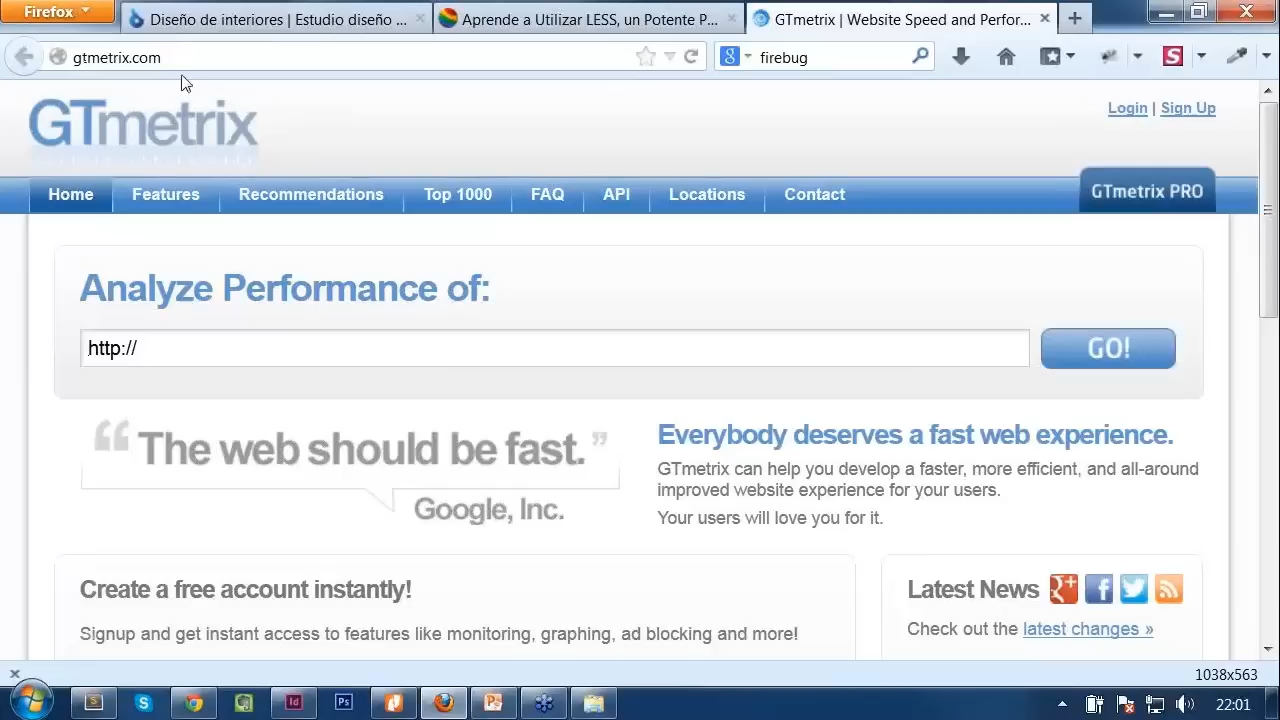 Firefox
Diseño de interiores | Estudio diseño ...
Aprende a Utilizar LESS, un Potente P...
GTmetrix | Website Speed and Perfor...
gtmetrix.com
firebug
GTmetrix
Login | Sign Up
Home Features Recommendations Top 1000 FAQ API Locations Contact GTmetrix PRO
Analyze Performance of:
http://
GO!
“The web should be fast.”
Google, Inc.
Everybody deserves a fast web experience.
GTmetrix can help you develop a faster, more efficient, and all-around
improved website experience for your users.
Your users will love you for it.
Create a free account instantly!
Signup and get instant access to features like monitoring, graphing, ad blocking and more!
Latest News
Check out the latest changes »
1038x563
22:01